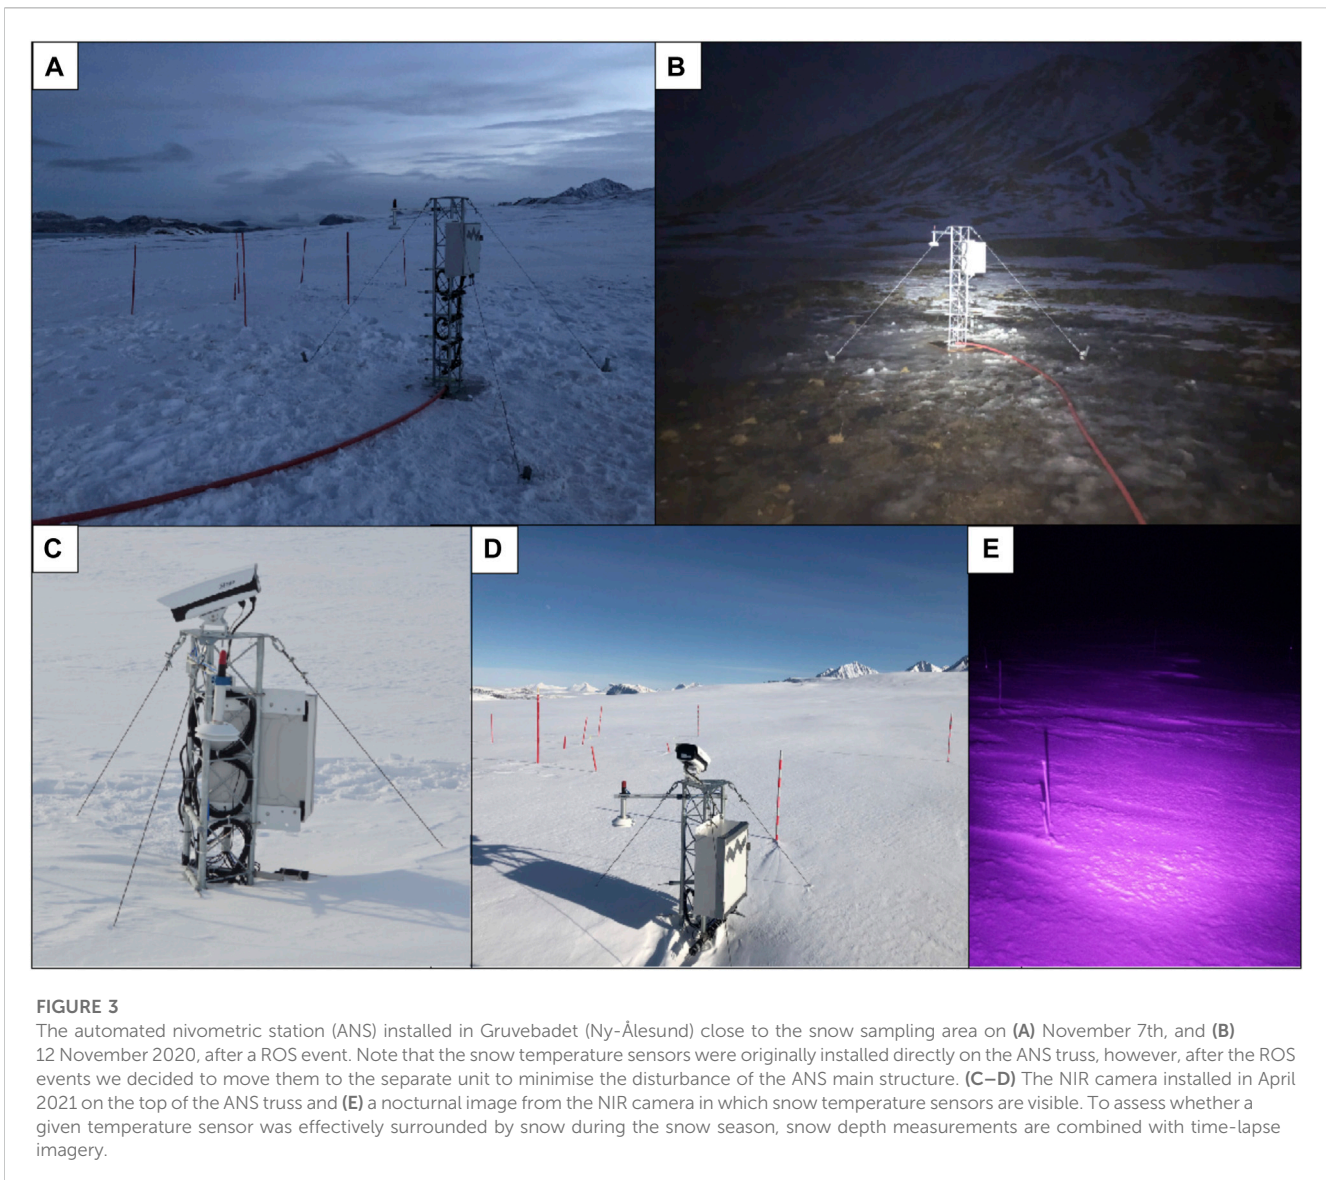 A
B
C
D
E
FIGURE 3
The automated nivometric station (ANS) installed in Gruvebadet (Ny-Ålesund) close to the snow sampling area on (A) November 7th, and (B)
12 November 2020, after a ROS event. Note that the snow temperature sensors were originally installed directly on the ANS truss, however, after the ROS
events we decided to move them to the separate unit to minimise the disturbance of the ANS main structure. (C–D) The NIR camera installed in April
2021 on the top of the ANS truss and (E) a nocturnal image from the NIR camera in which snow temperature sensors are visible. To assess whether a
given temperature sensor was effectively surrounded by snow during the snow season, snow depth measurements are combined with time-lapse
imagery.